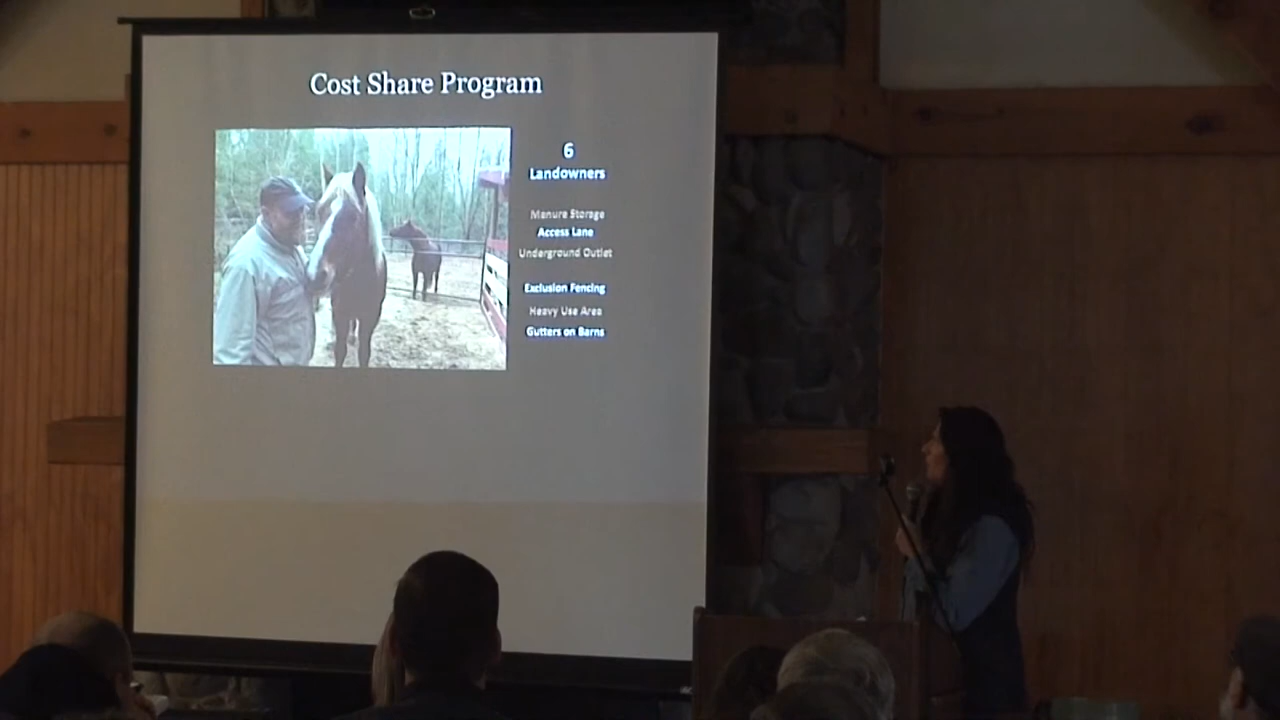 Cost Share Program
6
Landowners
Manure Storage
Access Lane
Underground Outlet
Exclusion Fencing
Heavy Use Area
Gutters on Barns